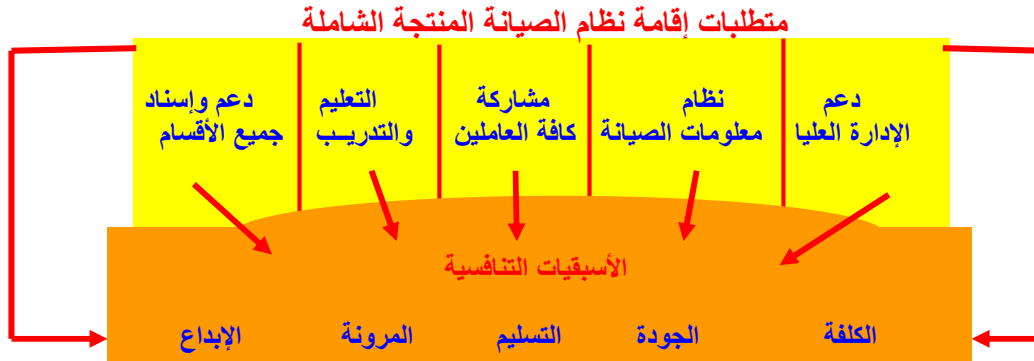 متطلبات إقامة نظام الصيانة المنتجة الشاملة
دعم
الإدارة العليا
نظام
معلومات الصيانة
مشاركة
كافة العاملين
التعليم
والتدريـــب
دعم وإسناد
جميع الأقسام
الأسبقيات التنافسية
الكلفة
الجودة
التسليم
المرونة
الإبداع